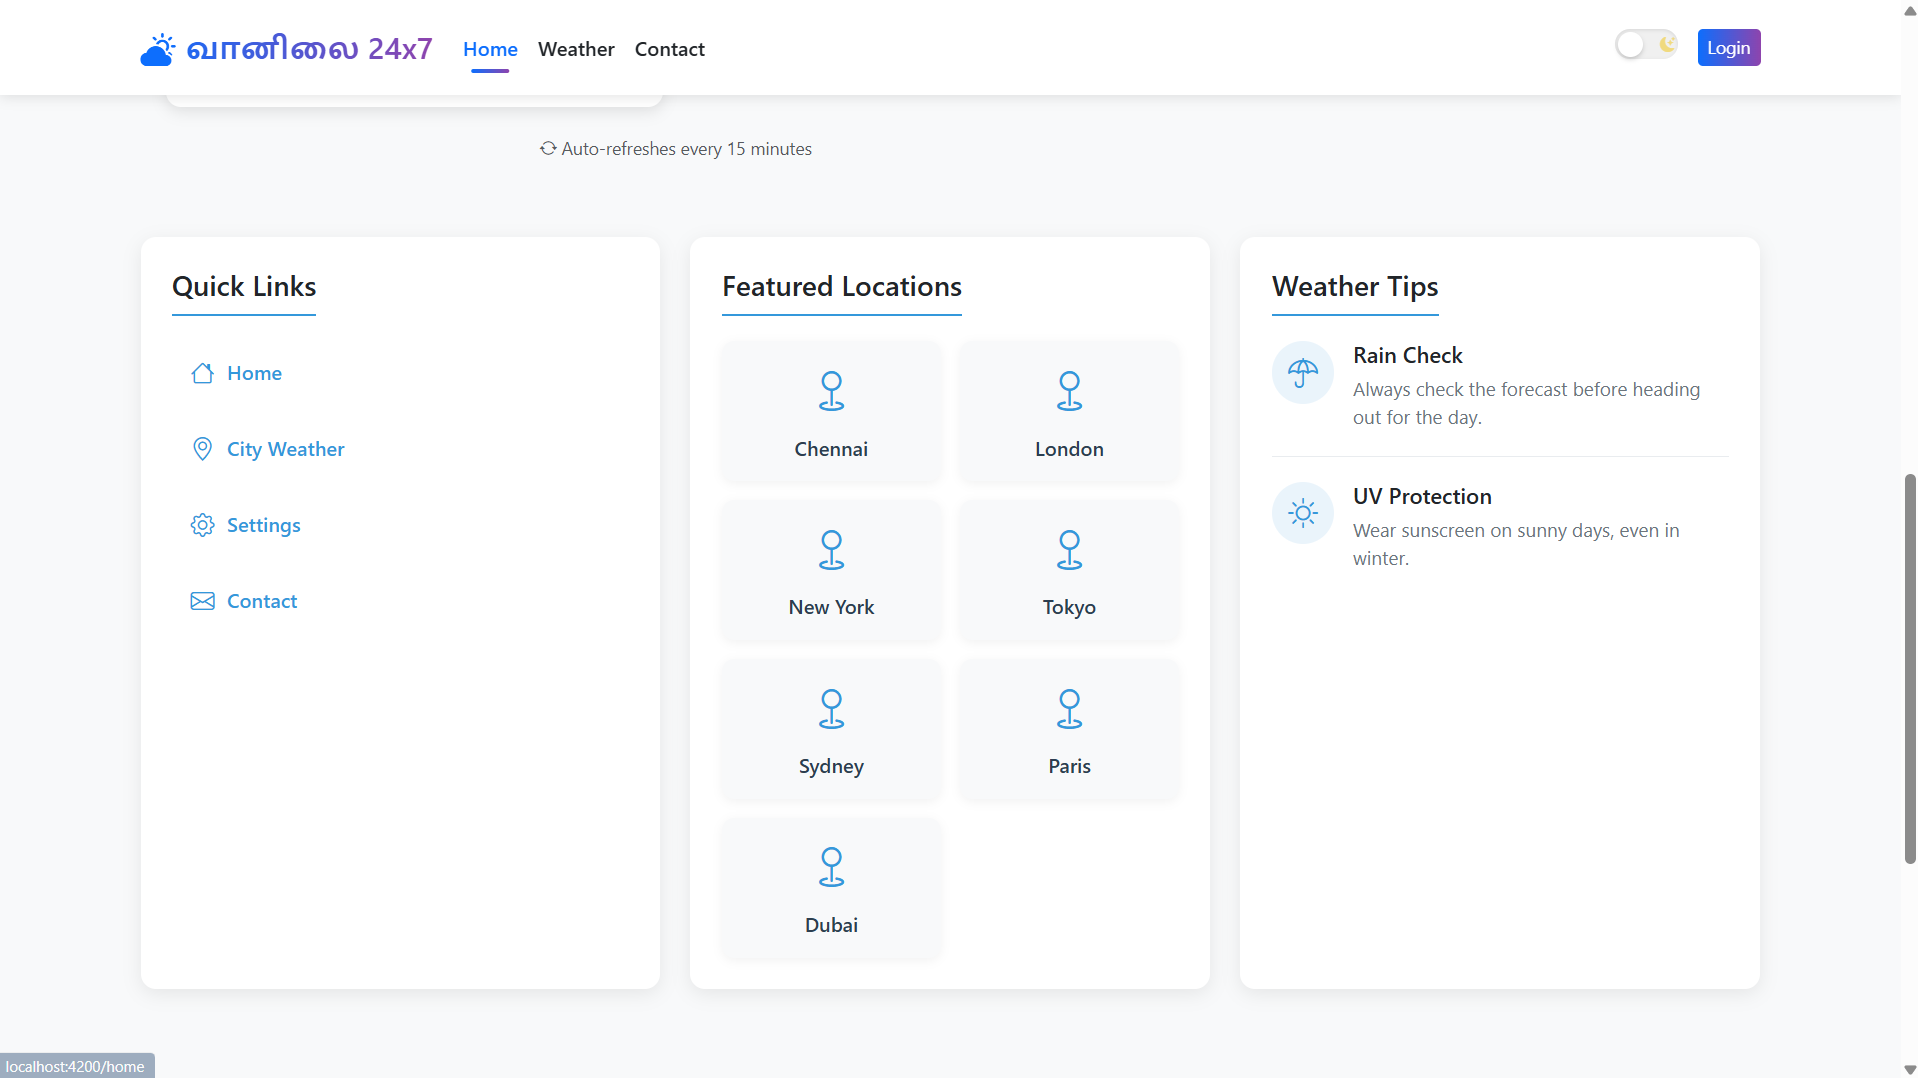 வானிலை 24x7
Home
Weather
Contact
Login
Auto-refreshes every 15 minutes
Quick Links
Home
City Weather
Settings
Contact
Featured Locations
Chennai
London
New York
Tokyo
Sydney
Paris
Dubai
Weather Tips
Rain Check
Always check the forecast before heading
out for the day.
UV Protection
Wear sunscreen on sunny days, even in
winter.
localhost:4200/home